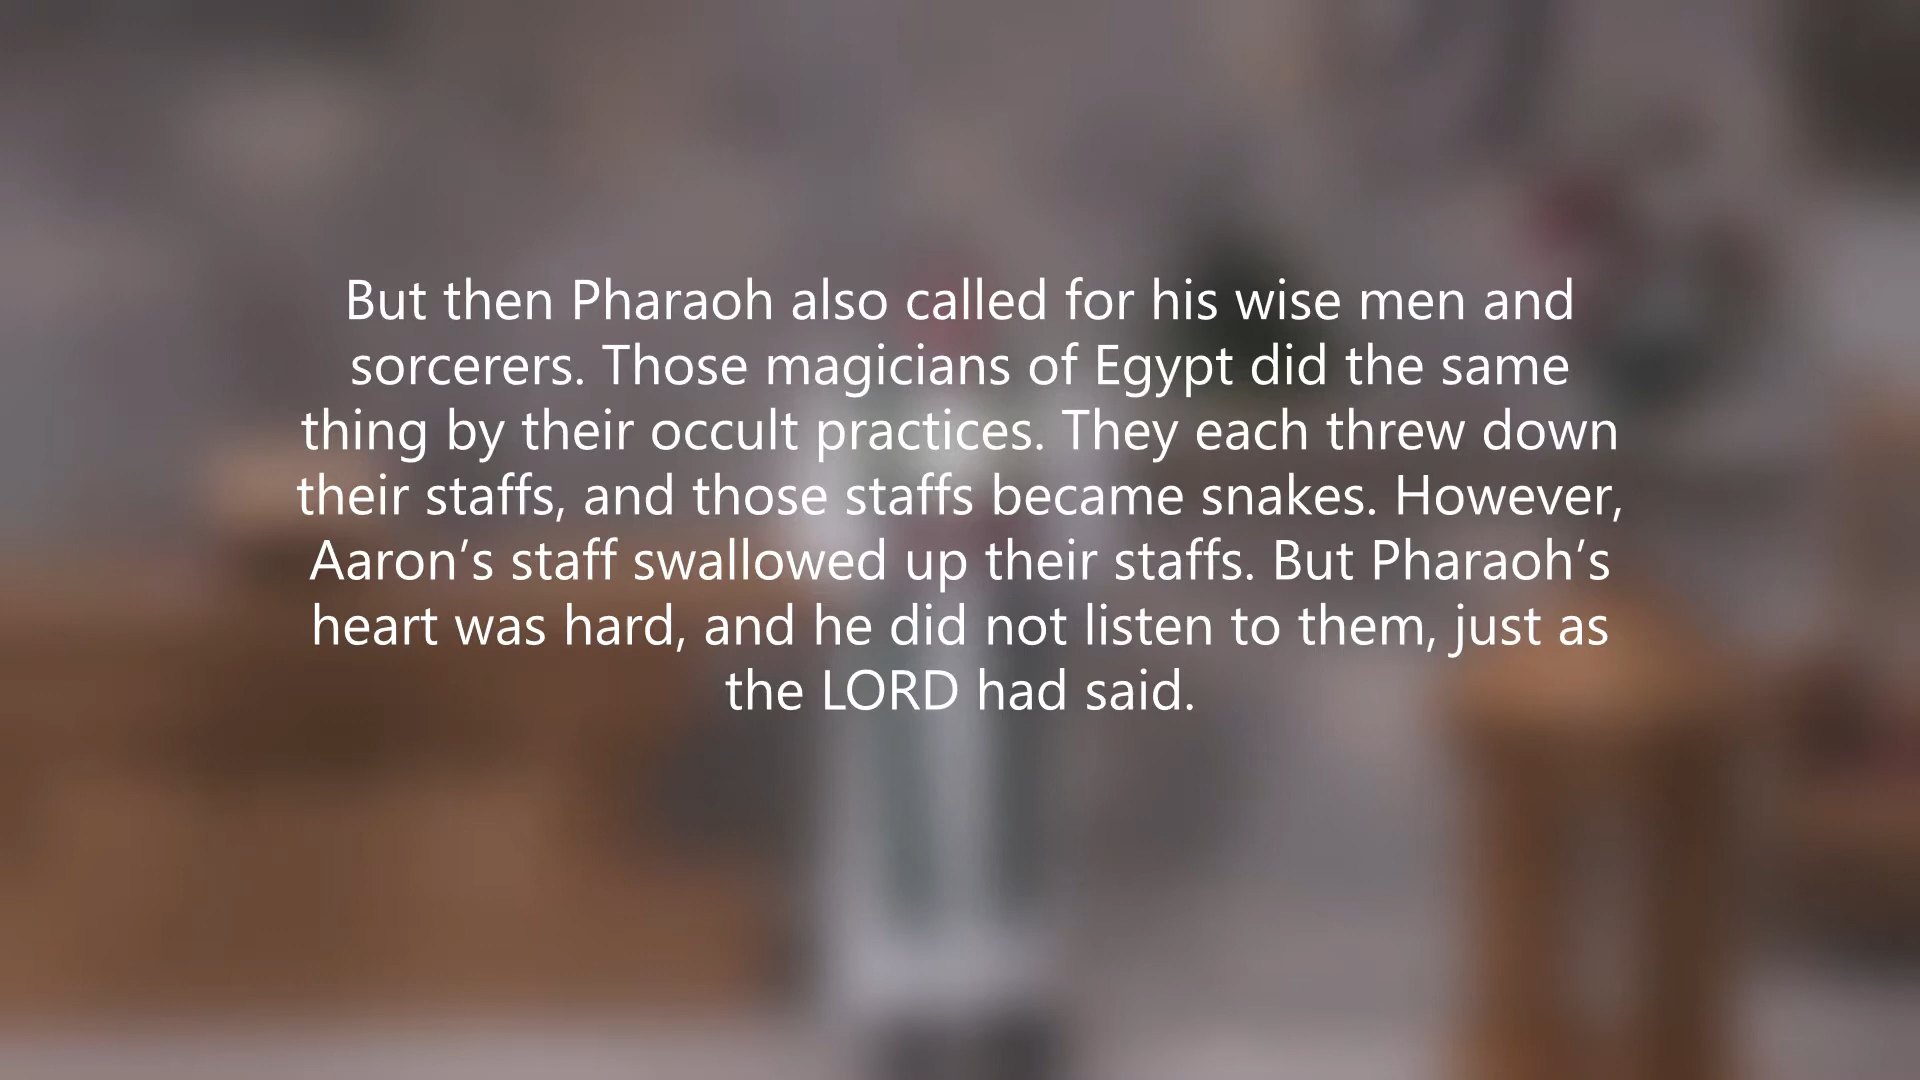 But then Pharaoh also called for his wise men and
sorcerers. Those magicians of Egypt did the same
thing by their occult practices. They each threw down
their staffs, and those staffs became snakes. However,
Aaron’s staff swallowed up their staffs. But Pharaoh’s
heart was hard, and he did not listen to them, just as
the LORD had said.